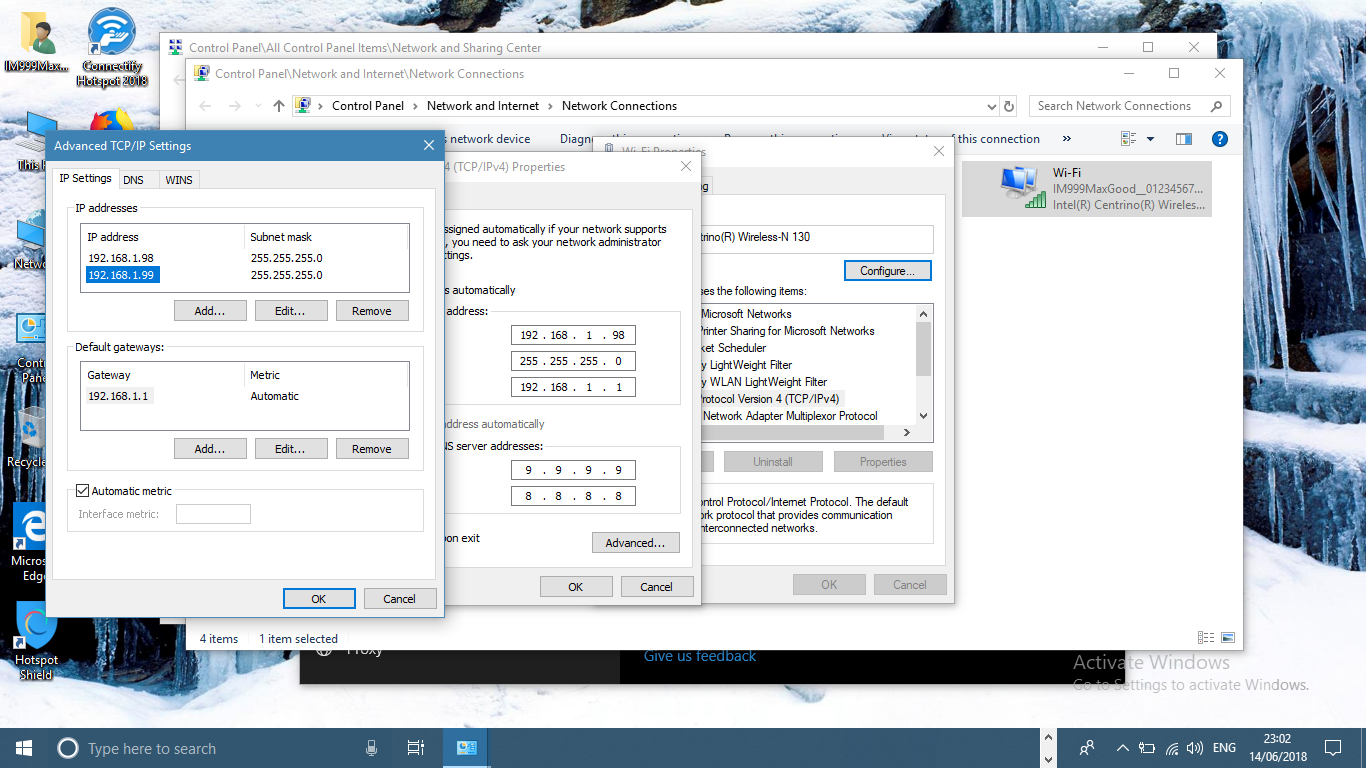 IM999Max...
Connectify
Hotspot 2018
This
Netw
Recycle
Micros
Edge
Hotspot
Shield
Control Panel\All Control Panel Items\Network and Sharing Center
Control Panel\Network and Internet\Network Connections
Control Panel > Network and Internet > Network Connections
Search Network Connections
s network device
Diagn
this connection
Wi-Fi
IM999MaxGood__01234567...
Intel(R) Centrino(R) Wireles...
Advanced TCP/IP Settings
IP Settings
DNS
WINS
IP addresses
IP address
Subnet mask
192.168.1.98
255.255.255.0
192.168.1.99
255.255.255.0
Add...
Edit...
Remove
Default gateways:
Gateway
Metric
192.168.1.1
Automatic
Add...
Edit...
Remove
Automatic metric
Interface metric:
OK
Cancel
4 (TCP/IPv4) Properties
ssigned automatically if your network supports
, you need to ask your network administrator
ttings.
s automatically
address:
192 . 168 . 1 . 98
255 . 255 . 255 . 0
192 . 168 . 1 . 1
ddress automatically
NS server addresses:
9 . 9 . 9 . 9
8 . 8 . 8 . 8
on exit
Advanced...
OK
Cancel
Wi-Fi Properties
ng
trino(R) Wireless-N 130
Configure...
ses the following items:
Microsoft Networks
Printer Sharing for Microsoft Networks
ket Scheduler
y LightWeight Filter
y WLAN LightWeight Filter
rotocol Version 4 (TCP/IPv4)
Network Adapter Multiplexor Protocol
Uninstall
Properties
ontrol Protocol/Internet Protocol. The default
rk protocol that provides communication
nterconnected networks.
OK
Cancel
4 items
1 item selected
Proxy
Give us feedback
Activate Windows
Go to Settings to activate Windows.
Type here to search
ENG
23:02
14/06/2018